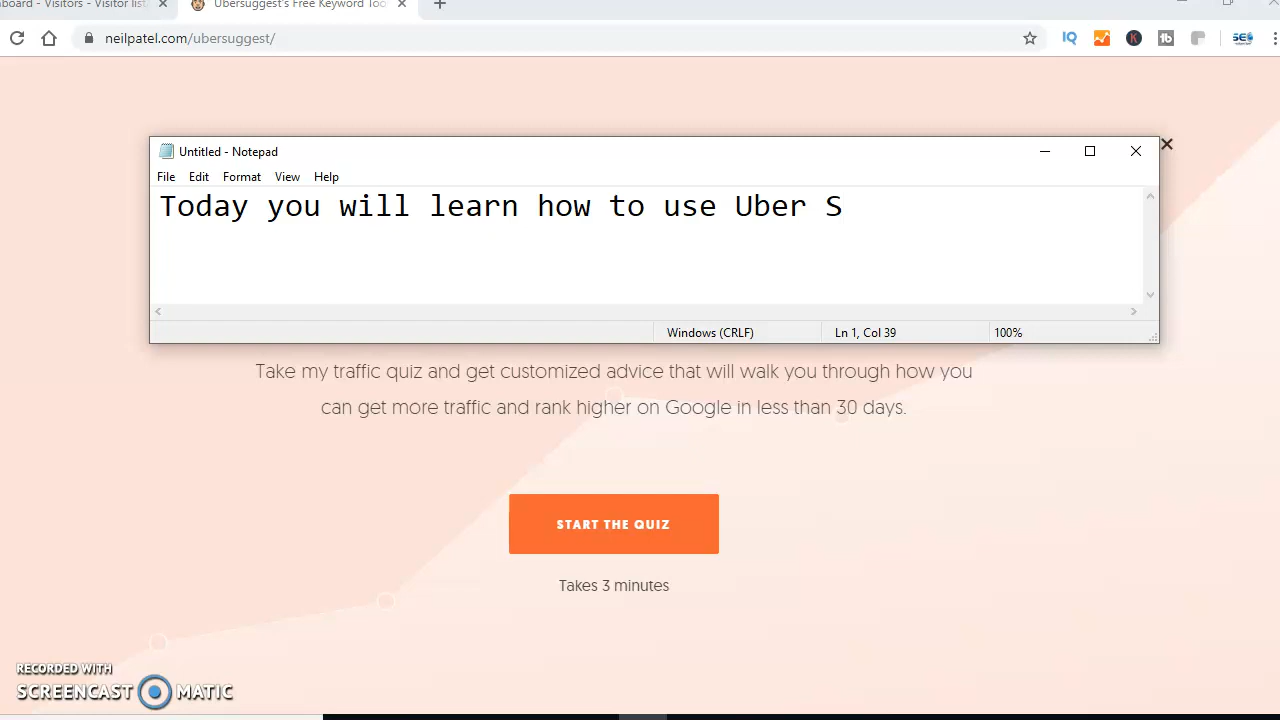 board - Visitors - Visitor list
Ubersuggest's Free Keyword Too
neilpatel.com/ubersuggest/
IQ
K
tb
SEO
Untitled - Notepad
File Edit Format View Help
Today you will learn how to use Uber S
Windows (CRLF) Ln 1, Col 39 100%
Take my traffic quiz and get customized advice that will walk you through how you
can get more traffic and rank higher on Google in less than 30 days.
START THE QUIZ
Takes 3 minutes
RECORDED WITH
SCREENCAST MATIC